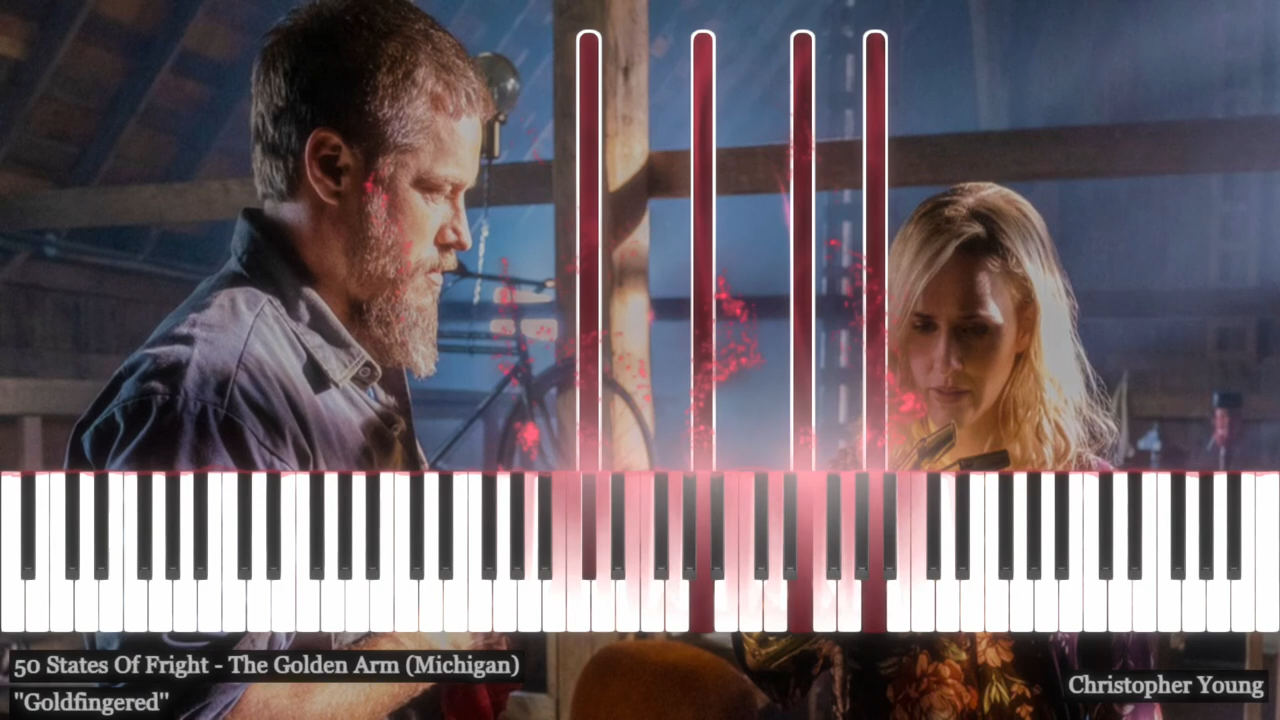 50 States Of Fright - The Golden Arm (Michigan)
"Goldfingered"
Christopher Young